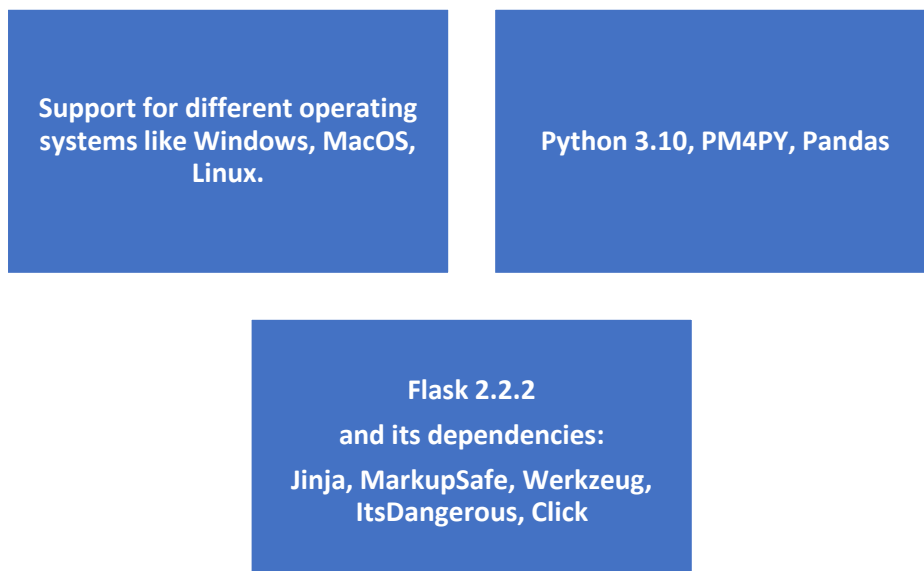 Support for different operating
systems like Windows, MacOS,
Linux.
Python 3.10, PM4PY, Pandas
Flask 2.2.2
and its dependencies:
Jinja, MarkupSafe, Werkzeug,
ItsDangerous, Click